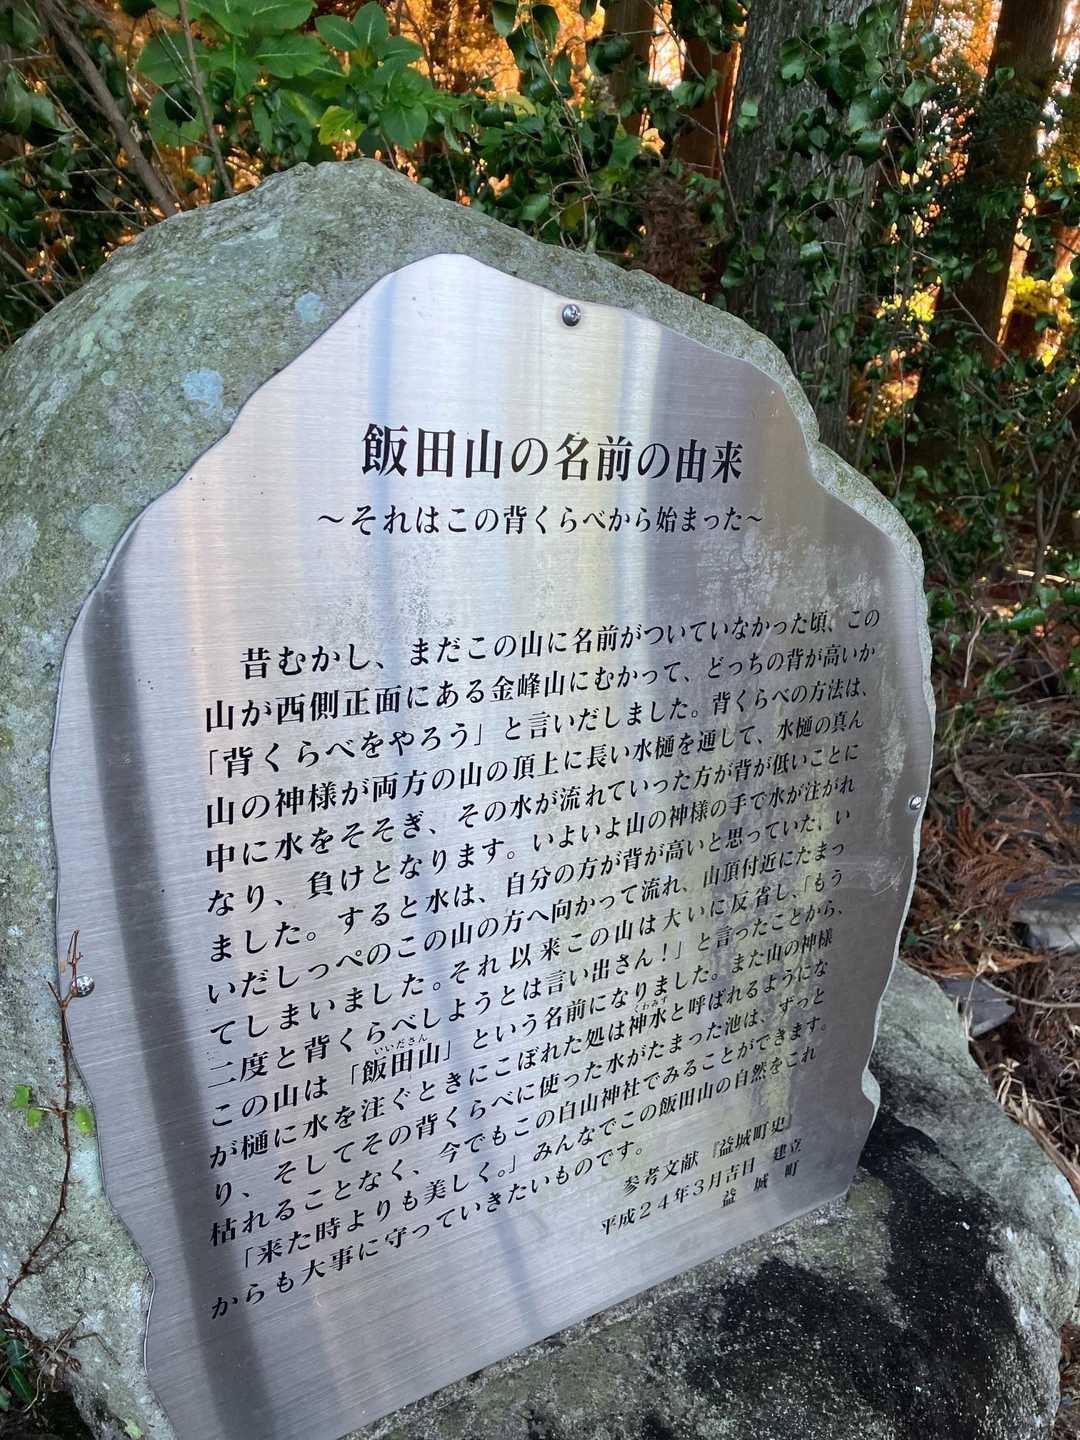 飯田山の名前の由来
～それはこの背くらべから始まった～
昔むかし、まだこの山に名前がついていなかった頃、この
山が西側正面にある金峰山にむかって、どっちの背が高いか
「背くらべをやろう」と言いだしました。背くらべの方法は、
山の神様が両方の山の頂上に長い水樋を通して、水樋の真ん
中に水をそそぎ、その水が流れていった方が背が低いことに
なり、負けとなります。いよいよ山の神様の手で水が注がれ
ました。すると水は、自分の方が背が高いと思っていた、い
いだしっぺのこの山の方へ向かって流れ、山頂付近にたまっ
てしまいました。それ以来この山は大いに反省し、「もう
二度と背くらべしようとは言い出さん！」と言ったことから、
この山は「飯田山」という名前になりました。また山の神様
いいださん
が樋に水を注ぐときにこぼれた処は神水と呼ばれるようにな
くわみず
り、そしてその背くらべに使った水がたまった池は、ずっと
枯れることなく、今でもこの白山神社でみることができます。
「来た時よりも美しく。」みんなでこの飯田山の自然をこれ
からも大事に守っていきたいものです。
参考文献『益城町史』
平成２４年３月吉日 建立
益城町